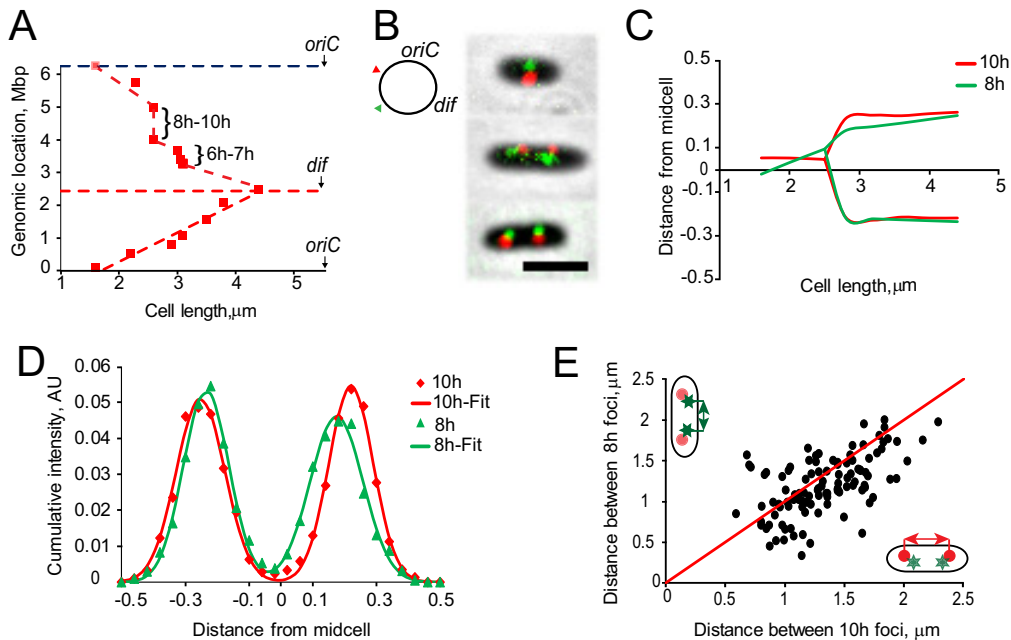 A
oriC
Genomic location, Mbp
6
5
4
3
2
1
0
8h-10h
6h-7h
dif
oriC
1
2
3
4
5
Cell length,μm
B
oriC
dif
C
10h
8h
Distance from midcell
0.5
0.3
0.1
0
-0.1
-0.3
-0.5
1
2
3
4
5
Cell length,μm
D
Cumulative intensity, AU
0.06
0.05
0.04
0.03
0.02
0.01
0
10h
10h-Fit
8h
8h-Fit
-0.5
-0.3
-0.1
0
0.1
0.3
0.5
Distance from midcell
E
Distance between 8h foci,μm
2.5
2.0
1.5
1.0
0.5
0
0
0.5
1.0
1.5
2.0
2.5
Distance between 10h foci, μm